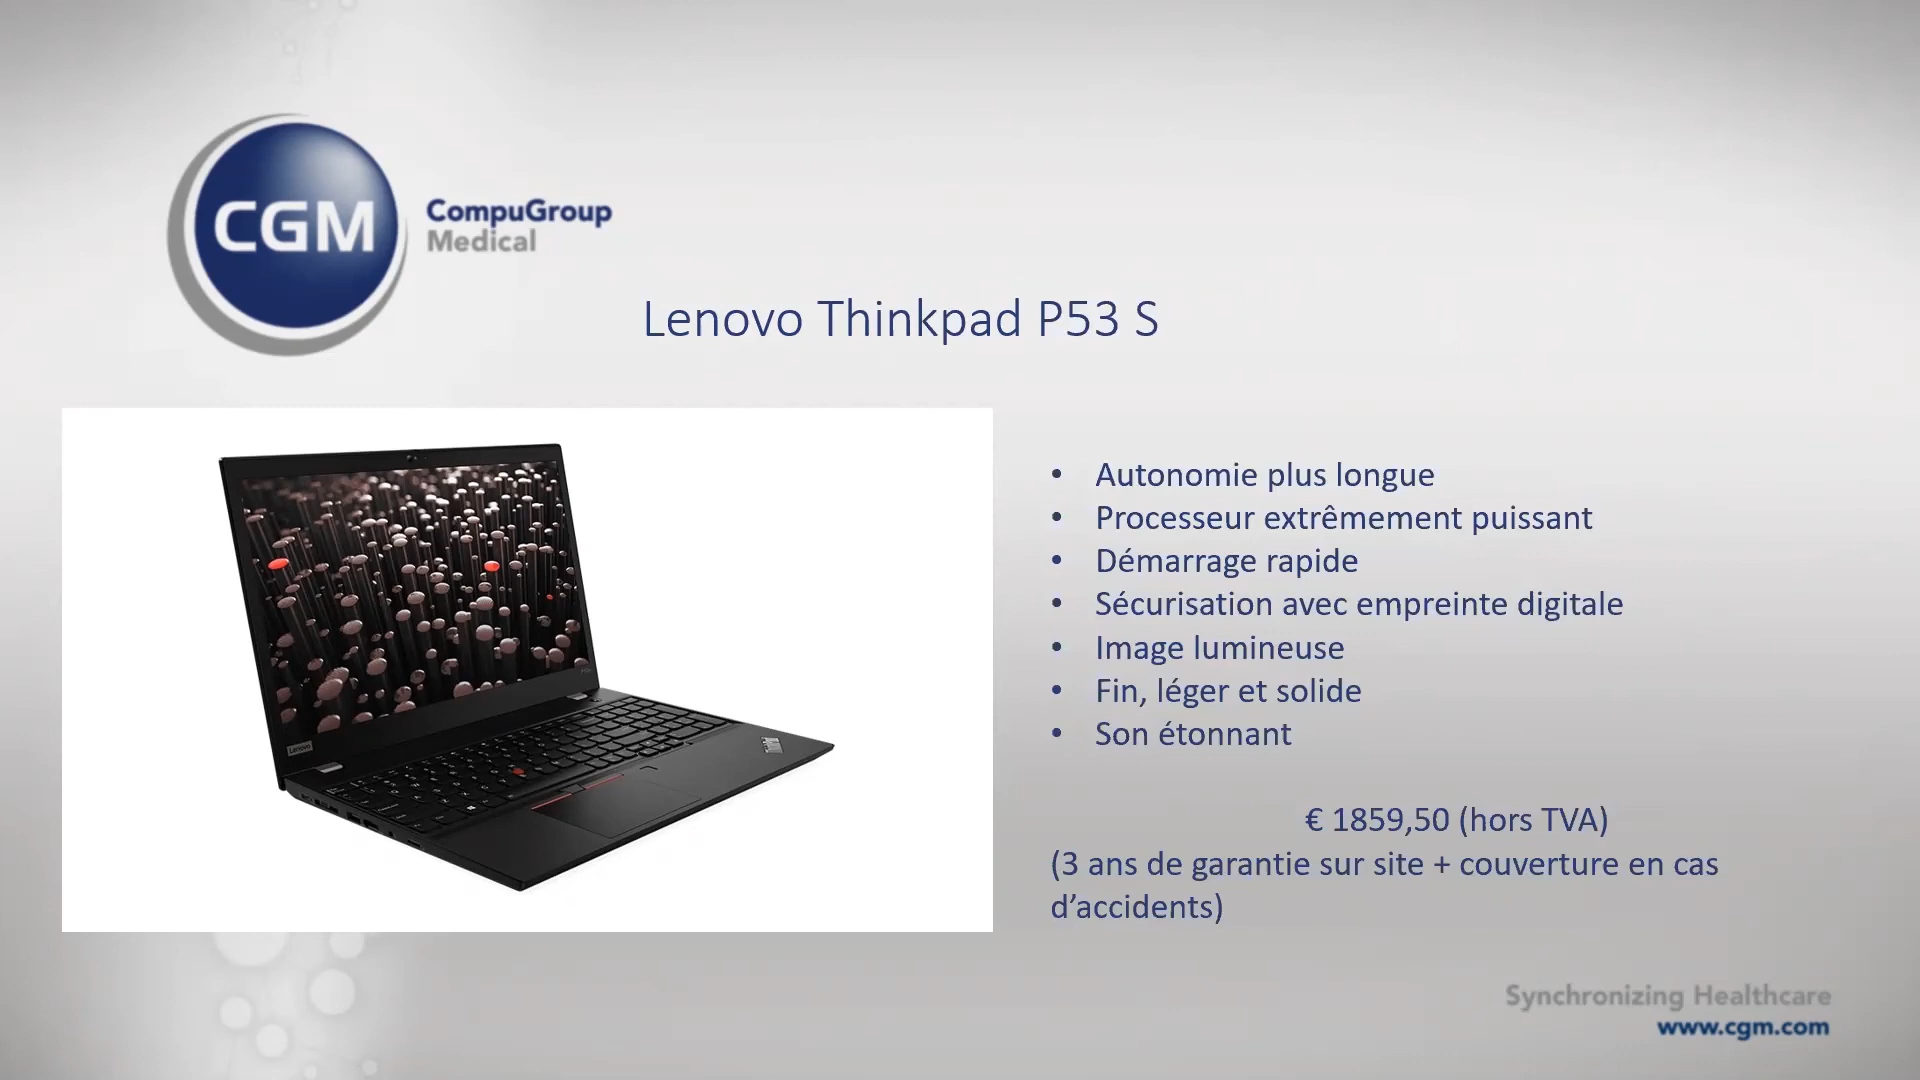 CGM
CompuGroup
Medical
Lenovo Thinkpad P53 S
Lenovo
• Autonomie plus longue
• Processeur extrêmement puissant
• Démarrage rapide
• Sécurisation avec empreinte digitale
• Image lumineuse
• Fin, léger et solide
• Son étonnant
€ 1859,50 (hors TVA)
(3 ans de garantie sur site + couverture en cas
d’accidents)
Synchronizing Healthcare
www.cgm.com